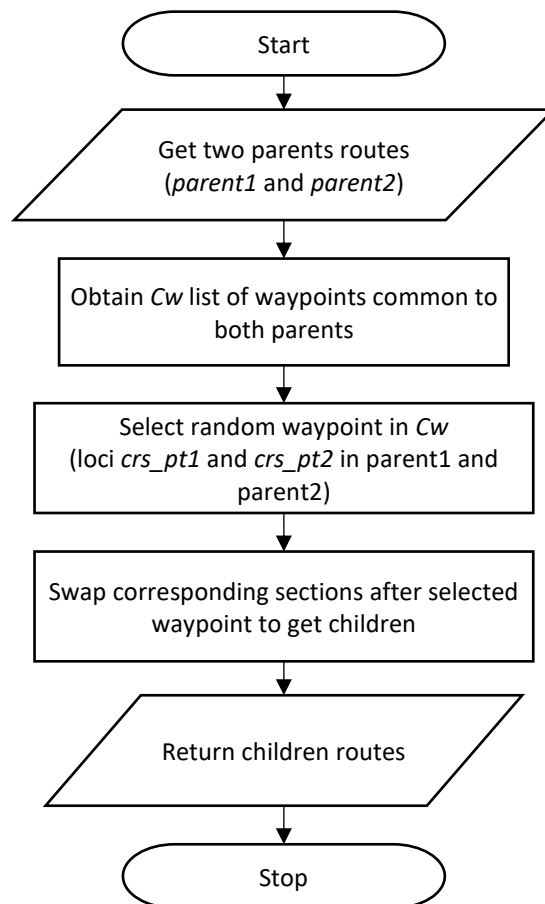 Start
Get two parents routes
(parent1 and parent2)
Obtain Cw list of waypoints common to
both parents
Select random waypoint in Cw
(loci crs_pt1 and crs_pt2 in parent1 and
parent2)
Swap corresponding sections after selected
waypoint to get children
Return children routes
Stop